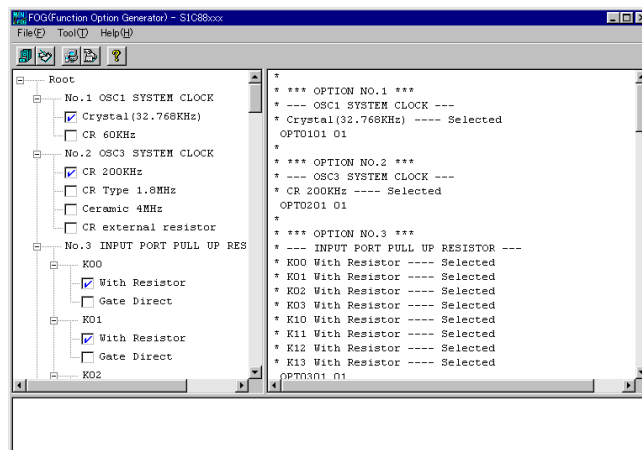 FOG(Function Option Generator) - S1C88xxx
File(F) Tool(T) Help(H)
Root
No.1 OSC1 SYSTEM CLOCK
Crystal(32.768KHz)
CR 60KHz
No.2 OSC3 SYSTEM CLOCK
CR 200KHz
CR Type 1.8MHz
Ceramic 4MHz
CR external resistor
No.3 INPUT PORT PULL UP RES
K00
With Resistor
Gate Direct
K01
With Resistor
Gate Direct
K02
*
* *** OPTION NO.1 ***
* --- OSC1 SYSTEM CLOCK ---
* Crystal(32.768KHz) ---- Selected
OPT0101 01
*
* *** OPTION NO.2 ***
* --- OSC3 SYSTEM CLOCK ---
* CR 200KHz ---- Selected
OPT0201 01
*
* *** OPTION NO.3 ***
* --- INPUT PORT PULL UP RESISTOR ---
* K00 With Resistor ---- Selected
* K01 With Resistor ---- Selected
* K02 With Resistor ---- Selected
* K03 With Resistor ---- Selected
* K10 With Resistor ---- Selected
* K11 With Resistor ---- Selected
* K12 With Resistor ---- Selected
* K13 With Resistor ---- Selected
OPT0301 01